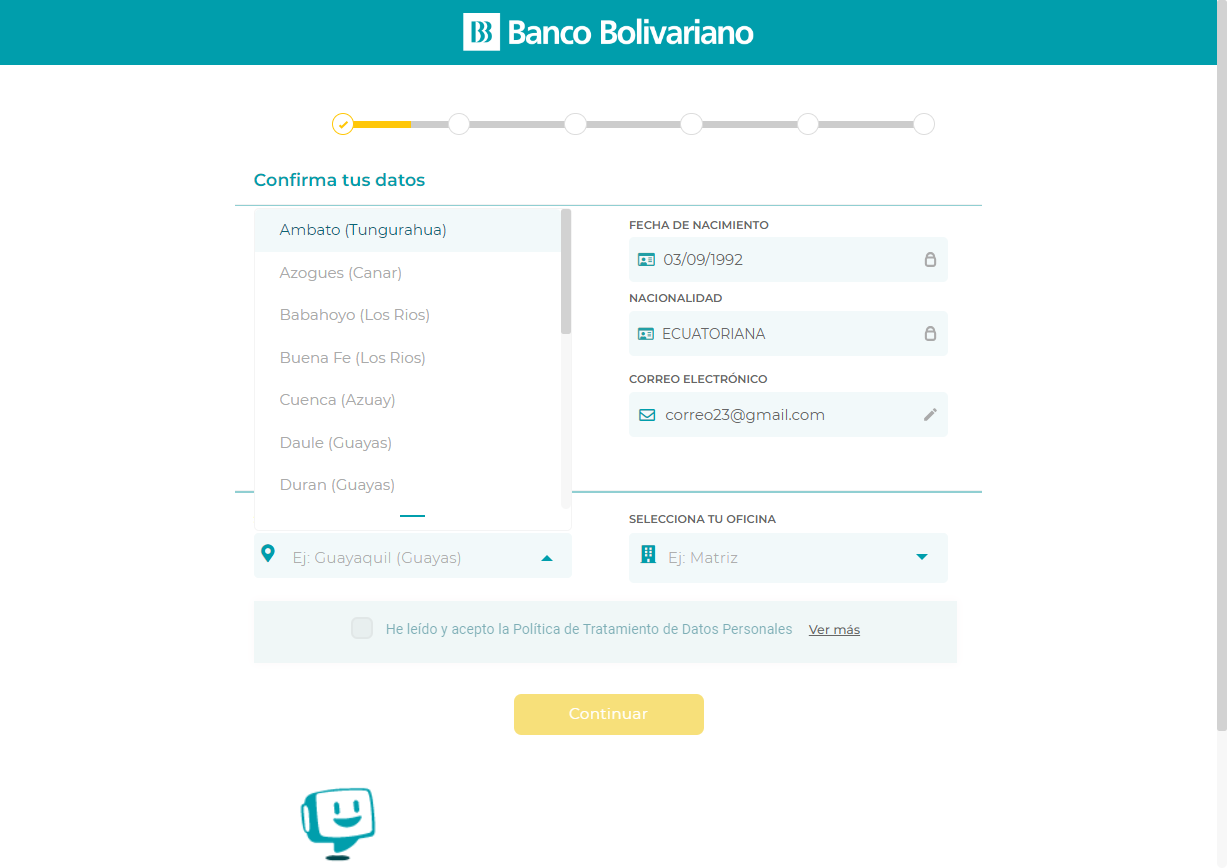 Banco Bolivariano
Confirma tus datos
Ambato (Tungurahua)
Azogues (Canar)
Babahoyo (Los Rios)
Buena Fe (Los Rios)
Cuenca (Azuay)
Daule (Guayas)
Duran (Guayas)
Ej: Guayaquil (Guayas)
FECHA DE NACIMIENTO
03/09/1992
NACIONALIDAD
ECUATORIANA
CORREO ELECTRÓNICO
correo23@gmail.com
SELECCIONA TU OFICINA
Ej: Matriz
He leído y acepto la Política de Tratamiento de Datos Personales Ver más
Continuar